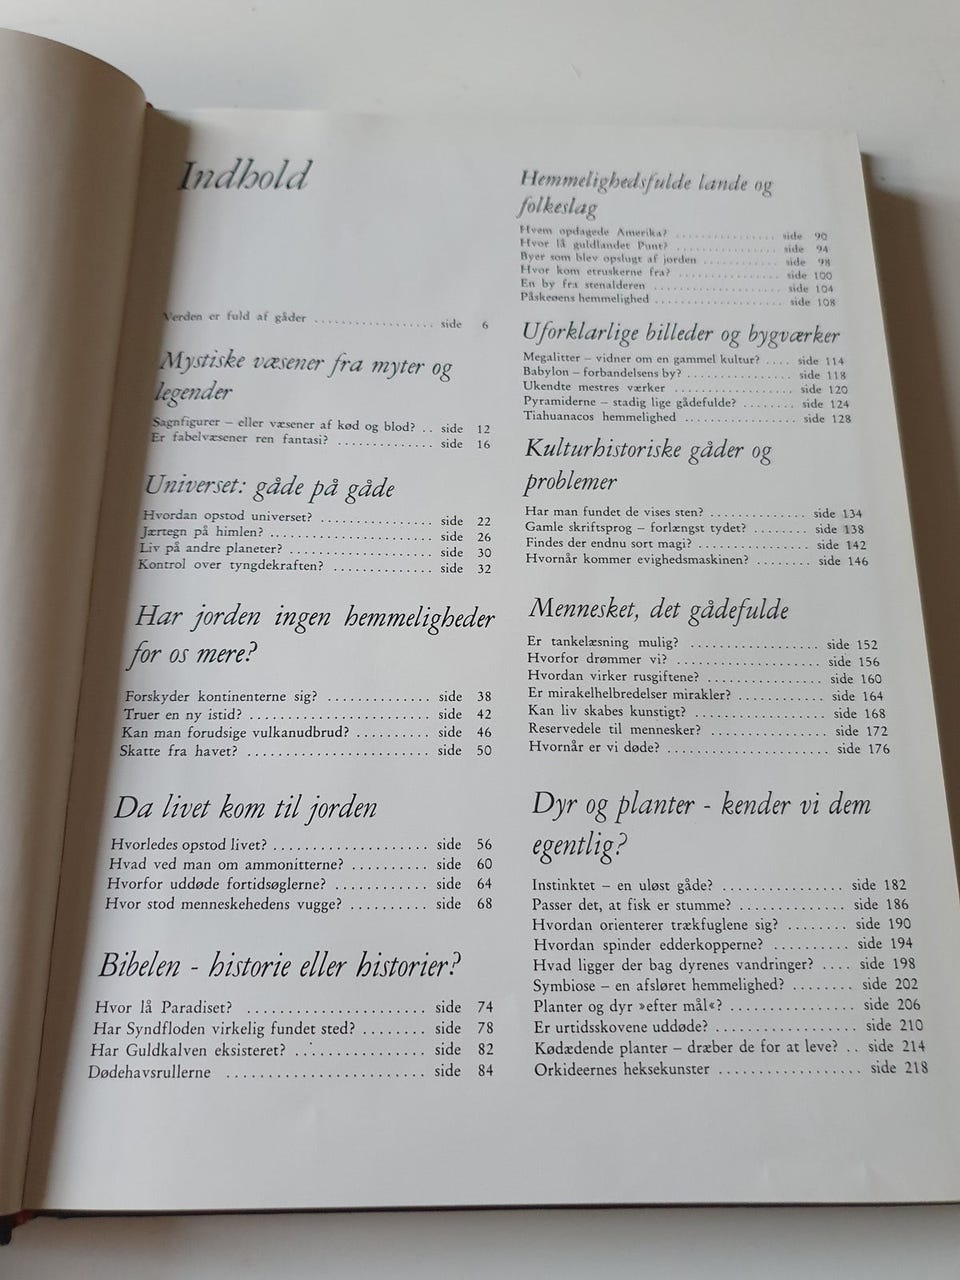 Indhold
Verden er fuld af gåder ................. side 6
Mystiske væsener fra myter og
legender
Sagnfigurer – eller væsener af kød og blod? .. side 12
Er fabelvæsener ren fantasi? .............. side 16
Universet: gåde på gåde
Hvordan opstod universet? ................ side 22
Jærtegn på himlen? ....................... side 26
Liv på andre planeter? .................... side 30
Kontrol over tyngdekraften? .............. side 32
Har jorden ingen hemmeligheder
for os mere?
Forskyder kontinenterne sig? ............. side 38
Truer en ny istid? ......................... side 42
Kan man forudsige vulkanudbrud? .......... side 46
Skatte fra havet? .......................... side 50
Da livet kom til jorden
Hvorledes opstod livet? .................... side 56
Hvad ved man om ammonitterne? .......... side 60
Hvorfor uddøde fortidsøglerne? ............ side 64
Hvor stod menneskehedens vugge? .......... side 68
Bibelen - historie eller historier?
Hvor lå Paradiset? ....................... side 74
Har Syndfloden virkelig fundet sted? ........ side 78
Har Guldkalven eksisteret? ................. side 82
Dødehavsrullerne ......................... side 84
Hemmelighedsfulde lande og
folkeslag
Hvem opdagede Amerika? ................ side 90
Hvor lå guldlandet Punt? ................ side 94
Byer som blev opslugt af jorden ............ side 98
Hvor kom etruskerne fra? ................ side 100
En by fra stenalderen .................... side 104
Påskeøens hemmelighed ................... side 108
Uforklarlige billeder og bygværker
Megalitter – vidner om en gammel kultur? .... side 114
Babylon – forbandelsens by? ............... side 118
Ukendte mestres værker .................. side 120
Pyramiderne – stadig lige gådefulde? ........ side 124
Tiahuanacos hemmelighed ................. side 128
Kulturhistoriske gåder og
problemer
Har man fundet de vises sten? .............. side 134
Gamle skriftsprog – forlængst tydet? ........ side 138
Findes der endnu sort magi? ............... side 142
Hvornår kommer evighedsmaskinen? ........ side 146
Mennesket, det gådefulde
Er tankelæsning mulig? .................. side 152
Hvorfor drømmer vi? .................... side 156
Hvordan virker rusgiftene? ................ side 160
Er mirakelhelbredelser mirakler? ............ side 164
Kan liv skabes kunstigt? .................. side 168
Reservedele til mennesker? ................ side 172
Hvornår er vi døde? ...................... side 176
Dyr og planter - kender vi dem
egentlig?
Instinktet – en uløst gåde? ................ side 182
Passer det, at fisk er stumme? .............. side 186
Hvordan orienterer trækfuglene sig? ........ side 190
Hvordan spinder edderkopperne? .......... side 194
Hvad ligger der bag dyrenes vandringer? .... side 198
Symbiose – en afsløret hemmelighed? ........ side 202
Planter og dyr »efter mål«? ................ side 206
Er urtidsskovene uddøde? ................. side 210
Kødædende planter – dræber de for at leve? .. side 214
Orkideernes heksekunster ................. side 218